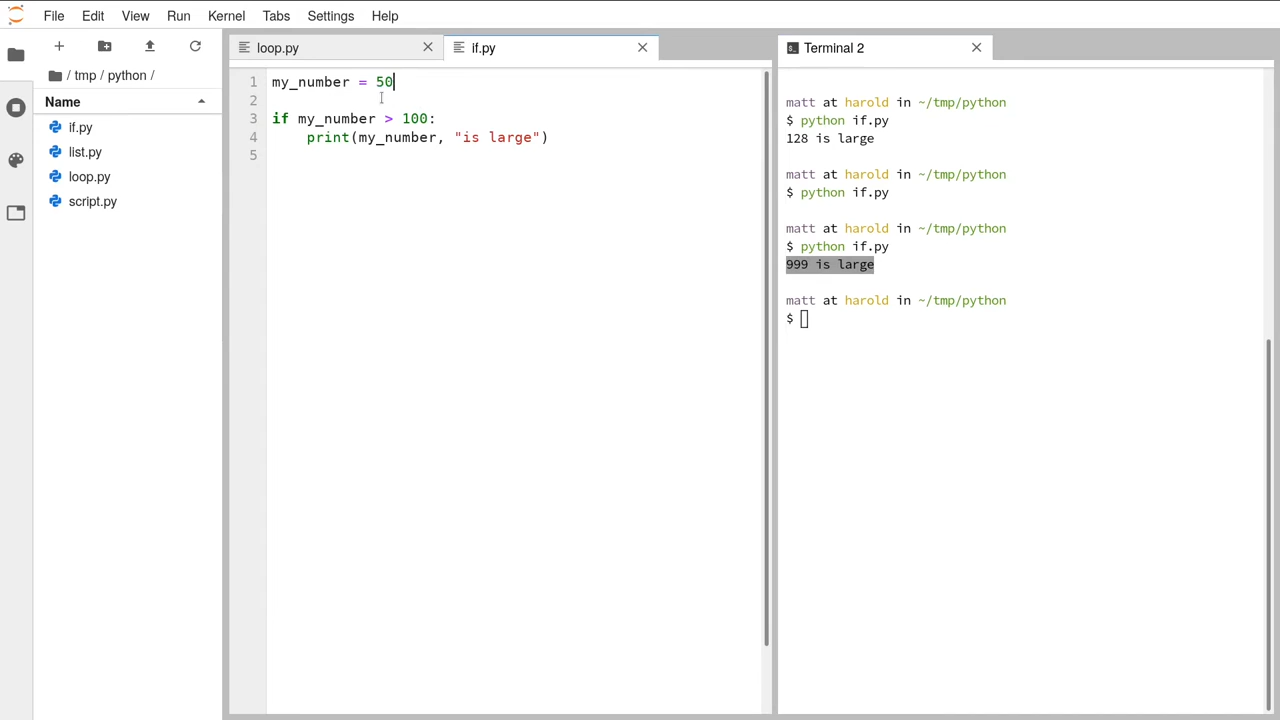 File Edit View Run Kernel Tabs Settings Help
/ tmp / python /
Name
if.py
list.py
loop.py
script.py
loop.py
if.py
1 my_number = 50
2
3 if my_number > 100:
4 print(my_number, "is large")
5
Terminal 2
matt at harold in ~/tmp/python
$ python if.py
128 is large
matt at harold in ~/tmp/python
$ python if.py
matt at harold in ~/tmp/python
$ python if.py
999 is large
matt at harold in ~/tmp/python
$